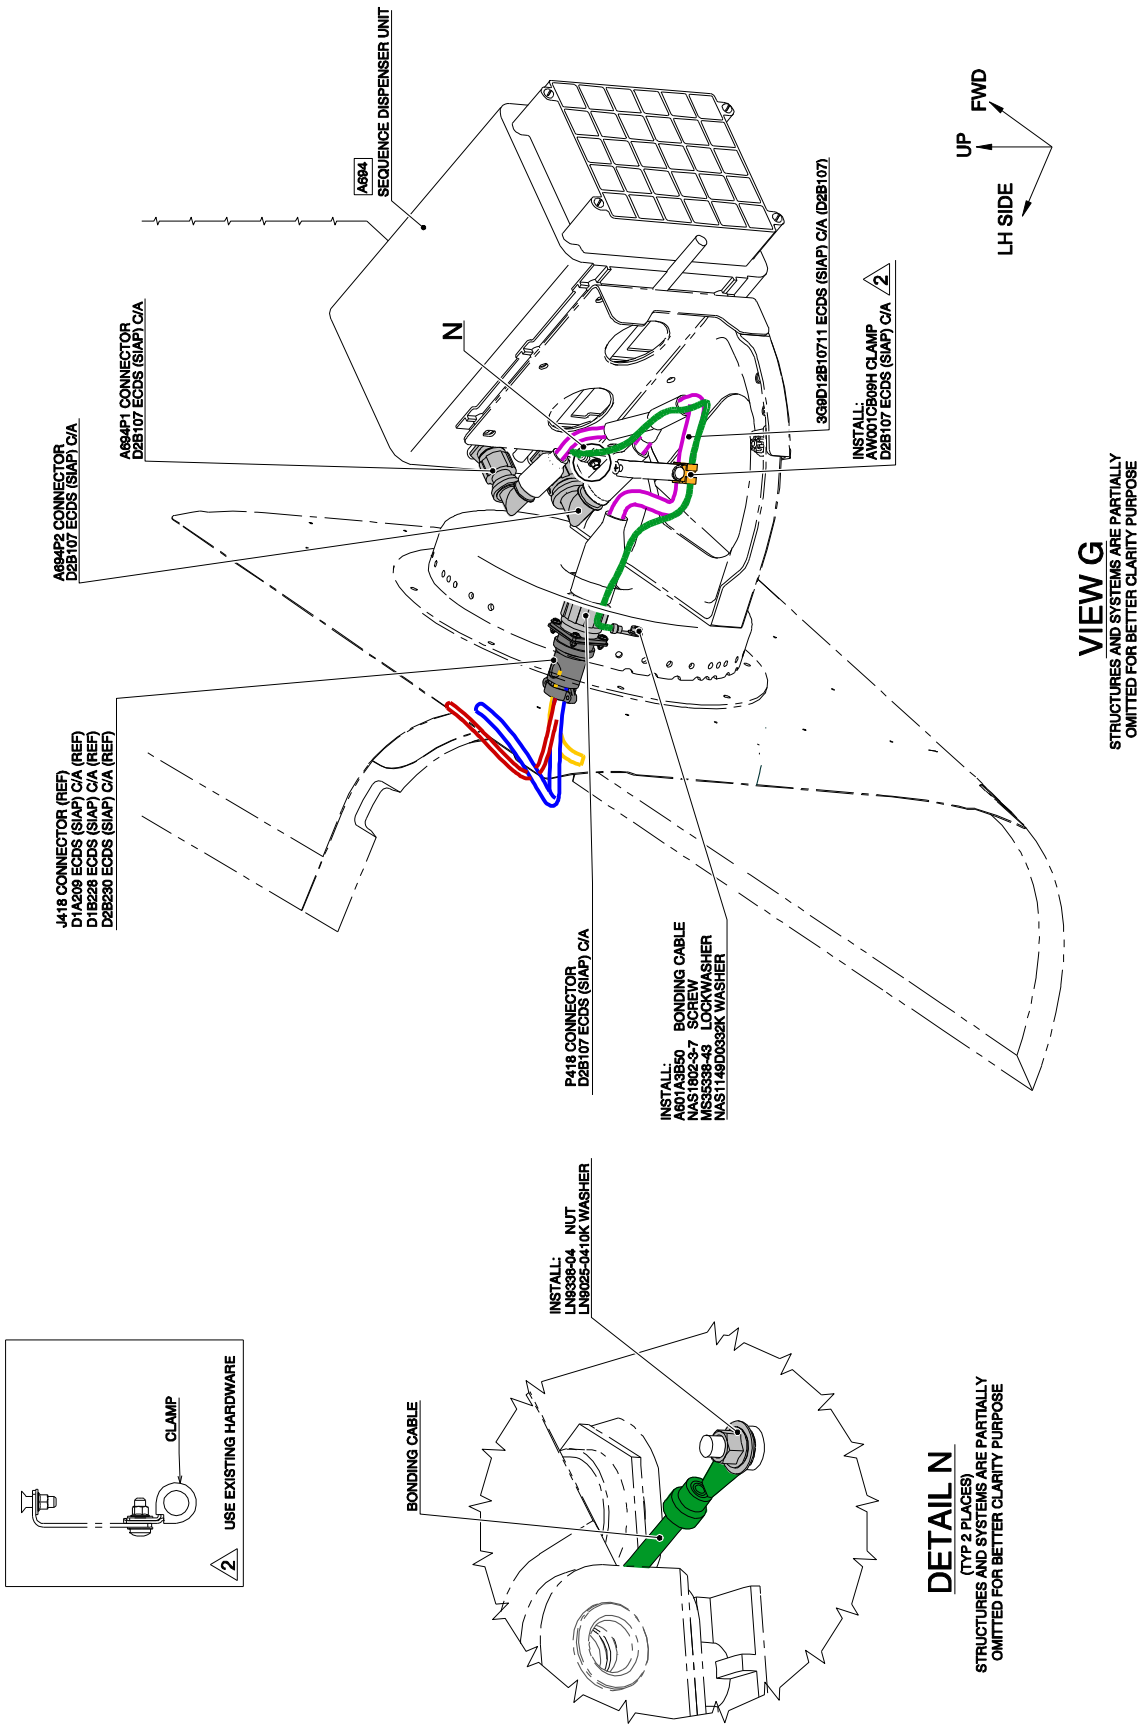 A694
SEQUENCE DISPENSER UNIT
A694P1 CONNECTOR
D2B107 ECDS (SIAP) C/A
A694P2 CONNECTOR
D2B107 ECDS (SIAP) C/A
J418 CONNECTOR (REF)
D1A209 ECDS (SIAP) C/A (REF)
D1B228 ECDS (SIAP) C/A (REF)
D2B230 ECDS (SIAP) C/A (REF)
N
FWD
UP
LH SIDE
3G9D12B10711 ECDS (SIAP) C/A (D2B107)
INSTALL:
AW001CB09H CLAMP
D2B107 ECDS (SIAP) C/A
2
P418 CONNECTOR
D2B107 ECDS (SIAP) C/A
INSTALL:
A601A3B50 BONDING CABLE
NAS1802-3-7 SCREW
MS35338-43 LOCKWASHER
NAS1149D0332K WASHER
VIEW G
STRUCTURES AND SYSTEMS ARE PARTIALLY
OMITTED FOR BETTER CLARITY PURPOSE
CLAMP
2
USE EXISTING HARDWARE
BONDING CABLE
INSTALL:
LN9338-04 NUT
LN9025-0410K WASHER
DETAIL N
(TYP 2 PLACES)
STRUCTURES AND SYSTEMS ARE PARTIALLY
OMITTED FOR BETTER CLARITY PURPOSE